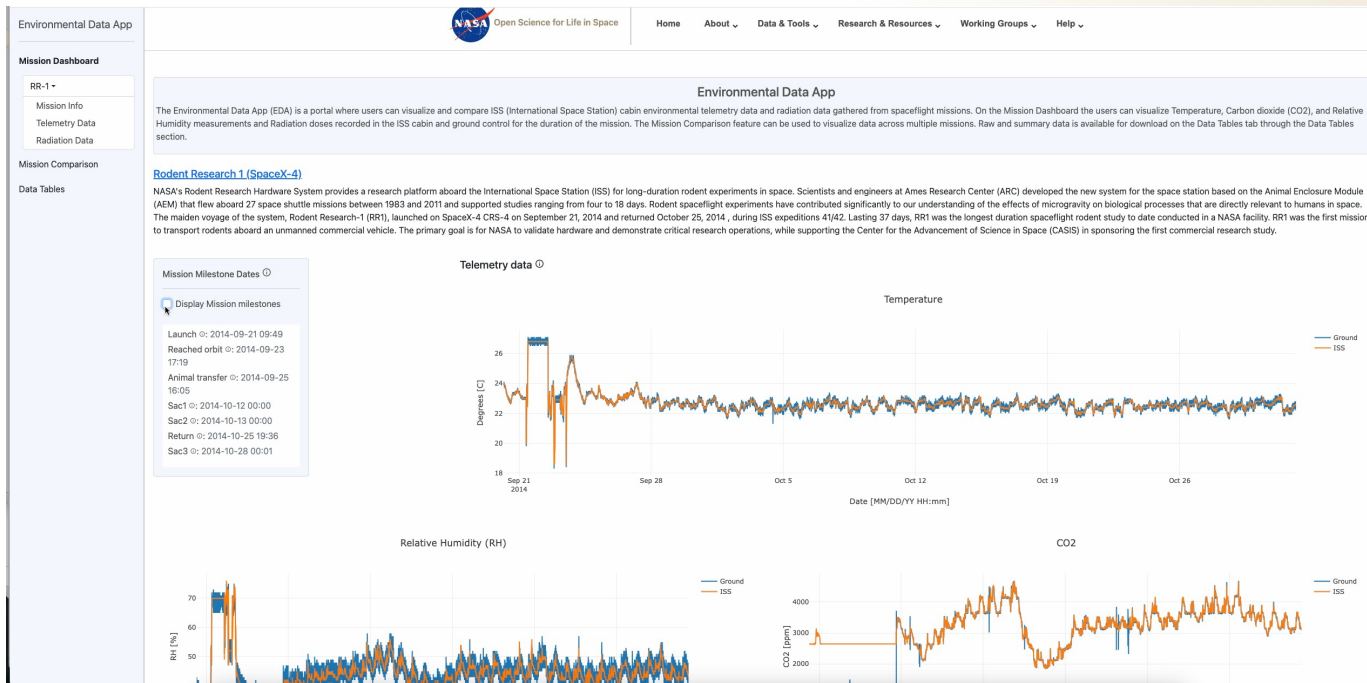 Environmental Data App
Mission Dashboard
RR-1
Mission Info
Telemetry Data
Radiation Data
Mission Comparison
Data Tables
NASA
Open Science for Life in Space
Home
About
Data & Tools
Research & Resources
Working Groups
Help
Environmental Data App
The Environmental Data App (EDA) is a portal where users can visualize and compare ISS (International Space Station) cabin environmental telemetry data and radiation data gathered from spaceflight missions. On the Mission Dashboard the users can visualize Temperature, Carbon dioxide (CO2), and Relative
Humidity measurements and Radiation doses recorded in the ISS cabin and ground control for the duration of the mission. The Mission Comparison feature can be used to visualize data across multiple missions. Raw and summary data is available for download on the Data Tables tab through the Data Tables
section.
Rodent Research 1 (SpaceX-4)
NASA's Rodent Research Hardware System provides a research platform aboard the International Space Station (ISS) for long-duration rodent experiments in space. Scientists and engineers at Ames Research Center (ARC) developed the new system for the space station based on the Animal Enclosure Module
(AEM) that flew aboard 27 space shuttle missions between 1983 and 2011 and supported studies ranging from four to 18 days. Rodent spaceflight experiments have contributed significantly to our understanding of the effects of microgravity on biological processes that are directly relevant to humans in space.
The maiden voyage of the system, Rodent Research-1 (RR1), launched on SpaceX-4 CRS-4 on September 21, 2014 and returned October 25, 2014 , during ISS expeditions 41/42. Lasting 37 days, RR1 was the longest duration spaceflight rodent study to date conducted in a NASA facility. RR1 was the first mission
to transport rodents aboard an unmanned commercial vehicle. The primary goal is for NASA to validate hardware and demonstrate critical research operations, while supporting the Center for the Advancement of Science in Space (CASIS) in sponsoring the first commercial research study.
Mission Milestone Dates
Display Mission milestones
Launch : 2014-09-21 09:49
Reached orbit : 2014-09-23
17:19
Animal transfer : 2014-09-25
16:05
Sac1 : 2014-10-12 00:00
Sac2 : 2014-10-13 00:00
Return : 2014-10-25 19:36
Sac3 : 2014-10-28 00:01
Telemetry data
Temperature
Degrees [C]
26
24
22
20
18
Sep 21
2014
Sep 28
Oct 5
Oct 12
Oct 19
Oct 26
Date [MM/DD/YY HH:mm]
Ground
ISS
Relative Humidity (RH)
RH [%]
70
60
50
Ground
ISS
CO2
CO2 [ppm]
4000
3000
2000
Ground
ISS